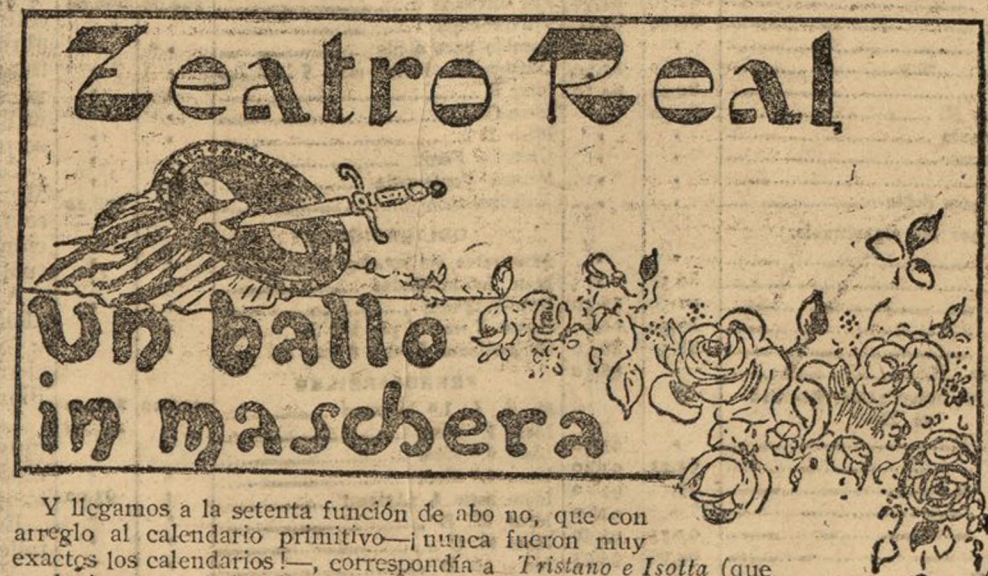 Teatro Real
Un ballo
in maschera
Y llegamos a la setenta función de abo no, que con
arreglo al calendario primitivo—¡nunca fueron muy
exactos los calendarios!—, correspondía a Tristano e Isotta (que